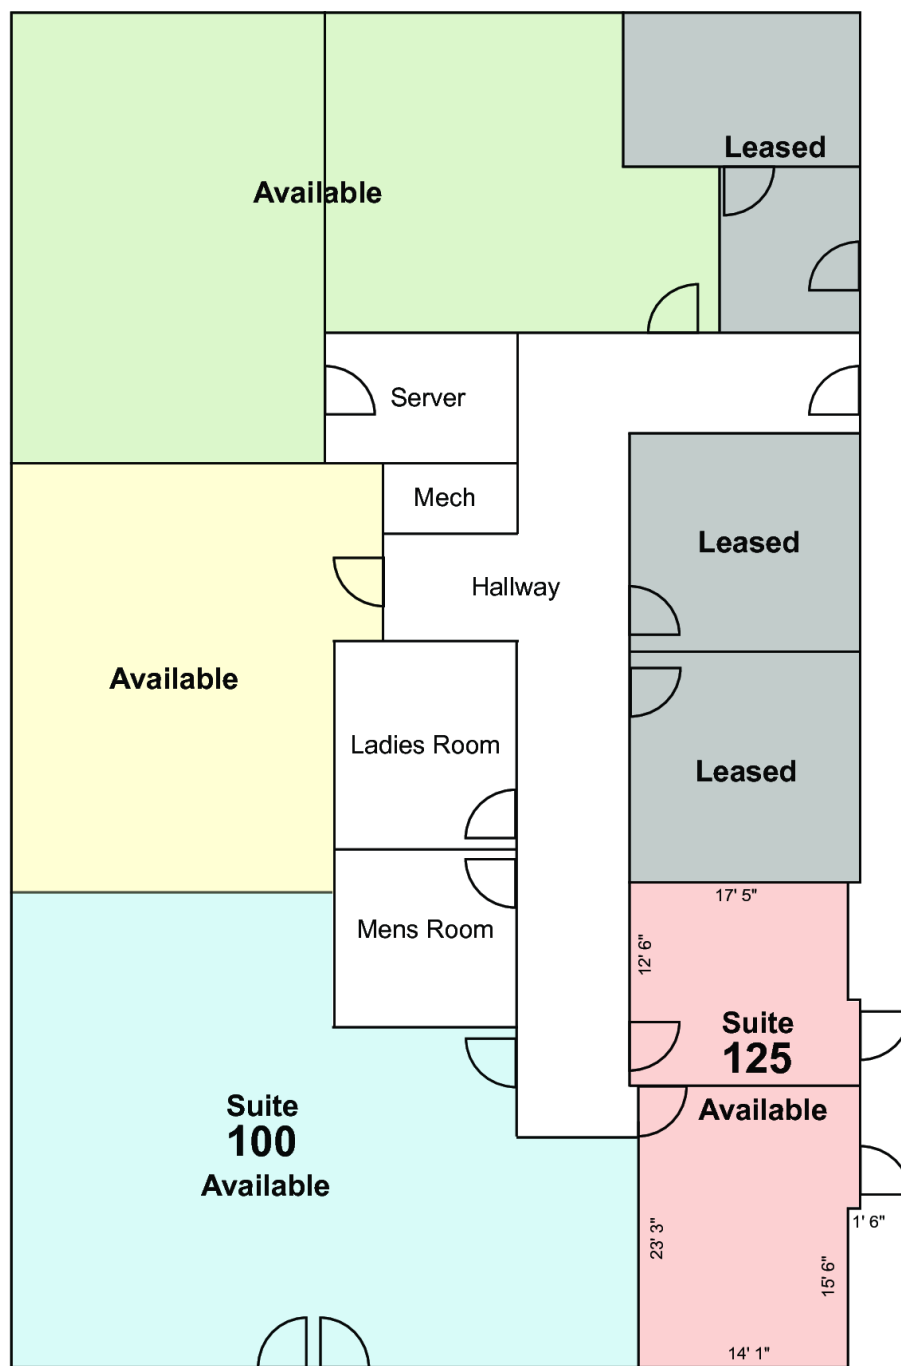 Leased
Available
Server
Mech
Leased
Hallway
Available
Ladies Room
Leased
17' 5"
Mens Room
12' 6"
Suite
125
Available
Suite
100
Available
1' 6"
23' 3"
15' 6"
14' 1"